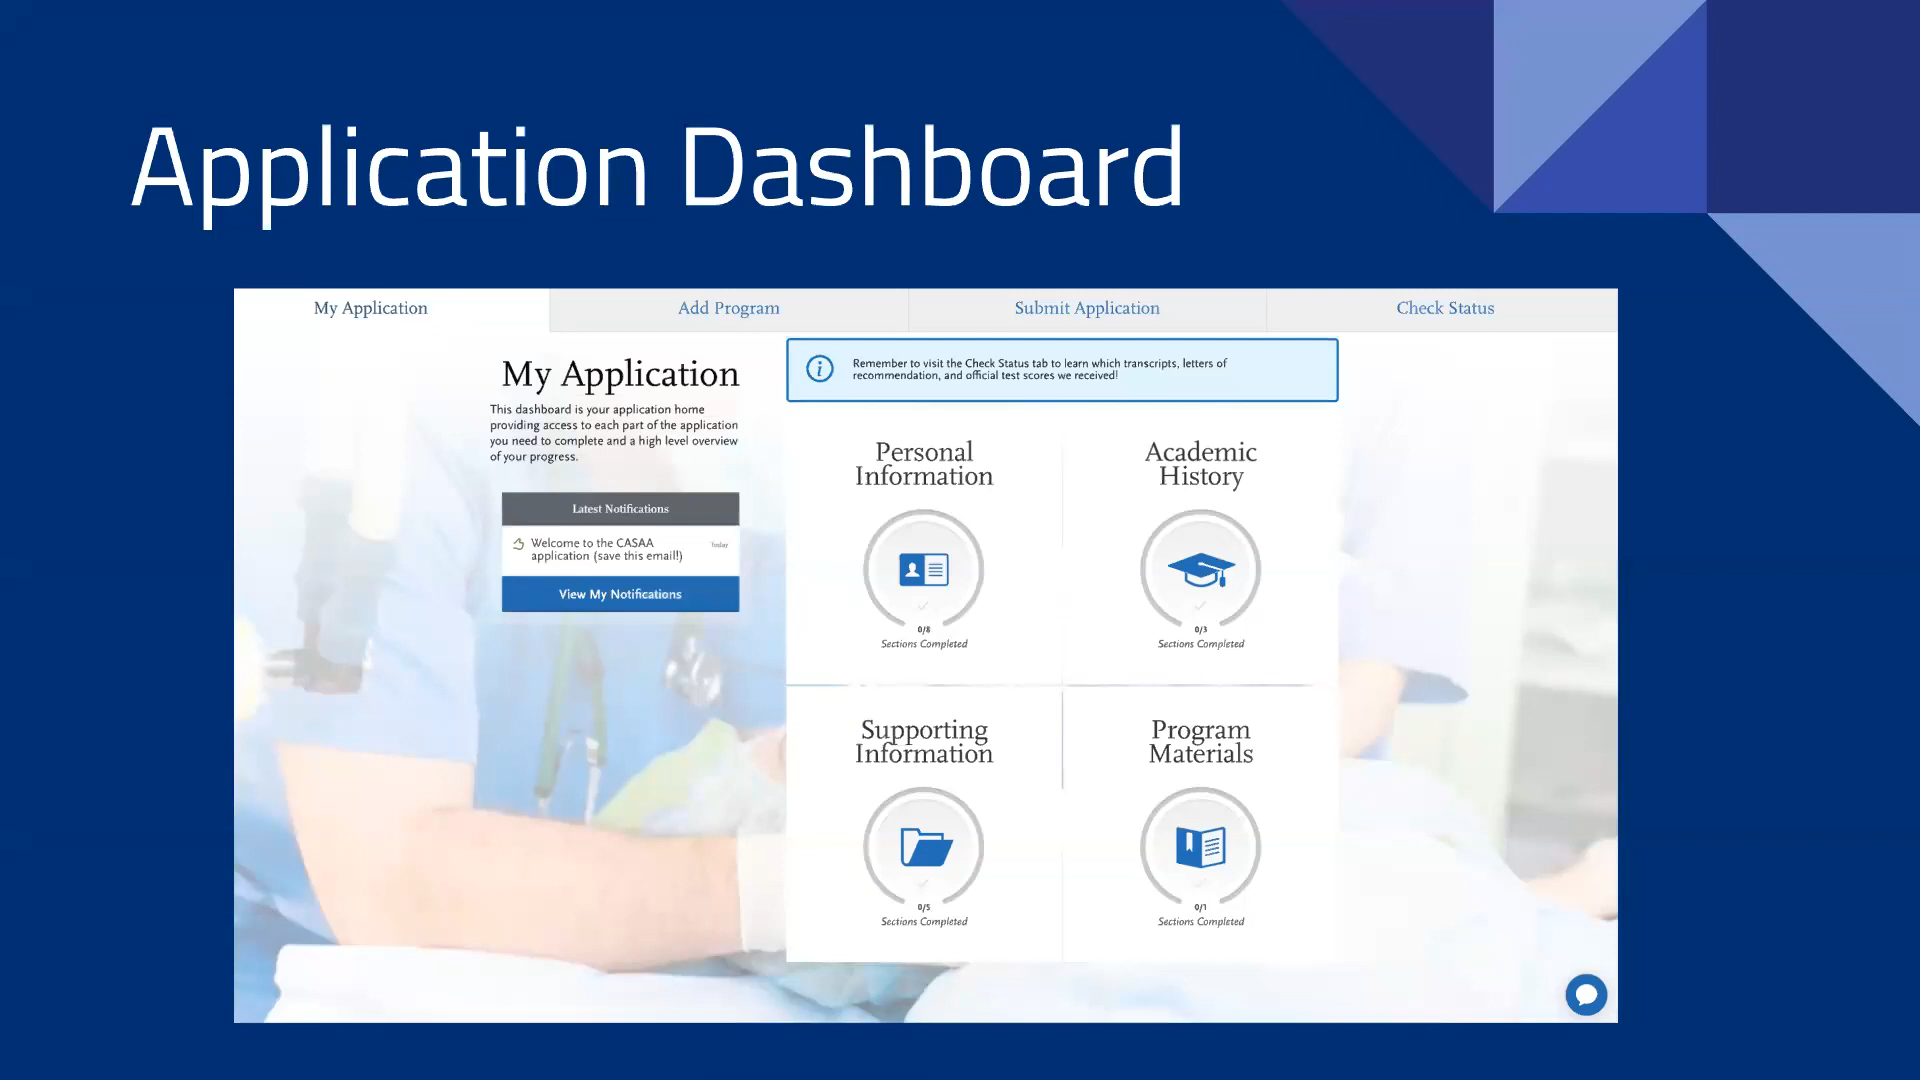 Application Dashboard
My Application
Add Program
Submit Application
Check Status
My Application
This dashboard is your application home
providing access to each part of the application
you need to complete and a high level overview
of your progress.
Latest Notifications
Welcome to the CASAA
application (save this email!)
Today
View My Notifications
Remember to visit the Check Status tab to learn which transcripts, letters of
recommendation, and official test scores we received!
Personal
Information
0/8
Sections Completed
Academic
History
0/3
Sections Completed
Supporting
Information
0/5
Sections Completed
Program
Materials
0/1
Sections Completed